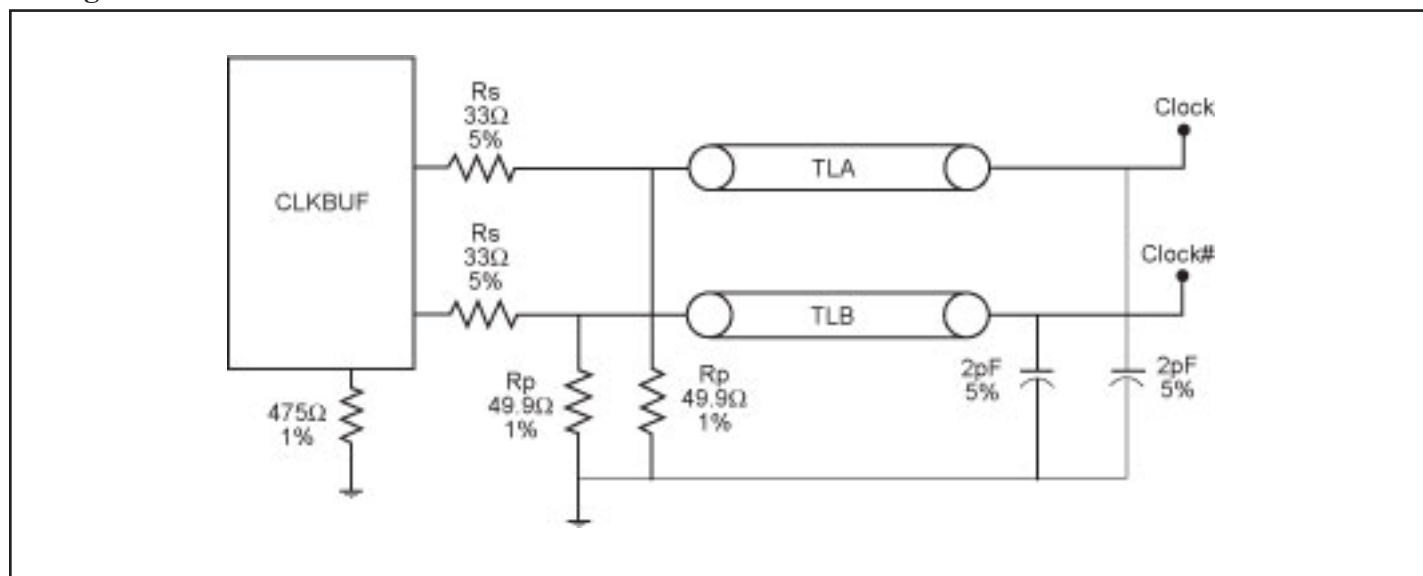 Rs
33Ω
5%
Clock
TLA
CLKBUF
Rs
33Ω
5%
Clock#
TLB
475Ω
1%
Rp
49.9Ω
1%
Rp
49.9Ω
1%
2pF
5%
2pF
5%